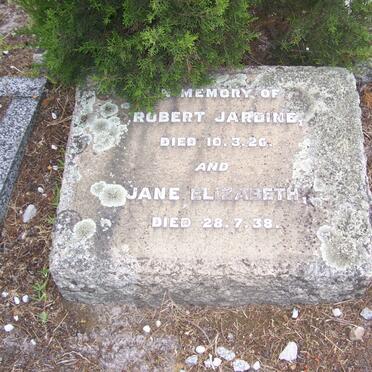 MEMORY OF
ROBERT JARDINE,
DIED 10.3.26.
AND
JANE ELIZABETH,
DIED 28.7.38.